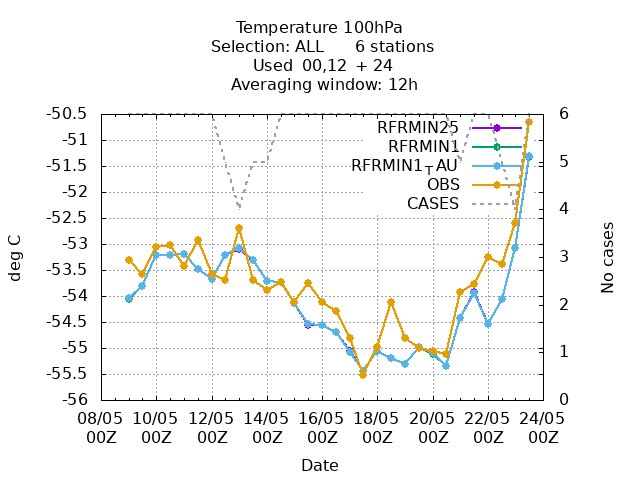 Temperature 100hPa
Selection: ALL 6 stations
Used 00,12 + 24
Averaging window: 12h
-50.5
-51
-51.5
-52
-52.5
-53
-53.5
-54
-54.5
-55
-55.5
-56
deg C
6
5
4
3
2
1
0
No cases
RFRMIN25
RFRMIN1
RFRMIN1_TAU
OBS
CASES
08/05 10/05 12/05 14/05 16/05 18/05 20/05 22/05 24/05
00Z 00Z 00Z 00Z 00Z 00Z 00Z 00Z 00Z
Date